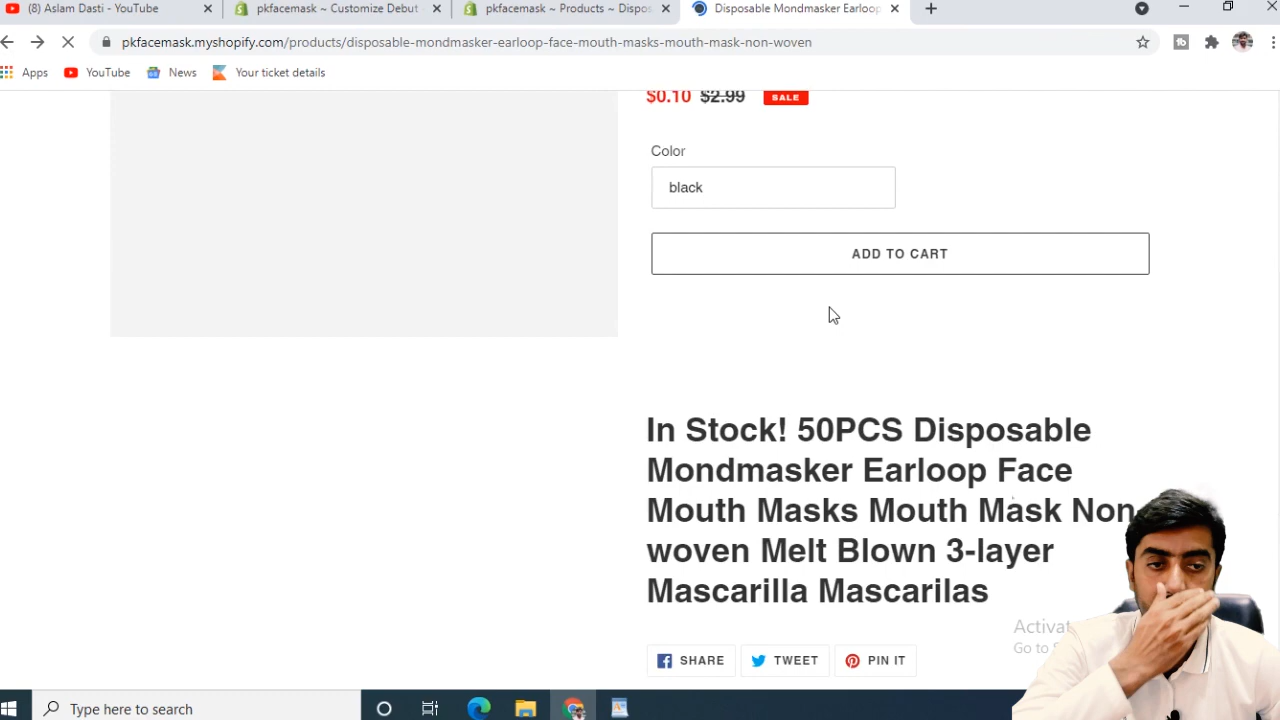 (8) Aslam Dasti - YouTube
pkfacemask ~ Customize Debut ·
pkfacemask ~ Products ~ Dispos
Disposable Mondmasker Earloop
pkfacemask.myshopify.com/products/disposable-mondmasker-earloop-face-mouth-masks-mouth-mask-non-woven
Apps
YouTube
News
Your ticket details
$0.10 $2.99 SALE
Color
black
ADD TO CART
In Stock! 50PCS Disposable
Mondmasker Earloop Face
Mouth Masks Mouth Mask Non-
woven Melt Blown 3-layer
Mascarilla Mascarilas
Go to
SHARE
TWEET
PIN IT
Type here to search